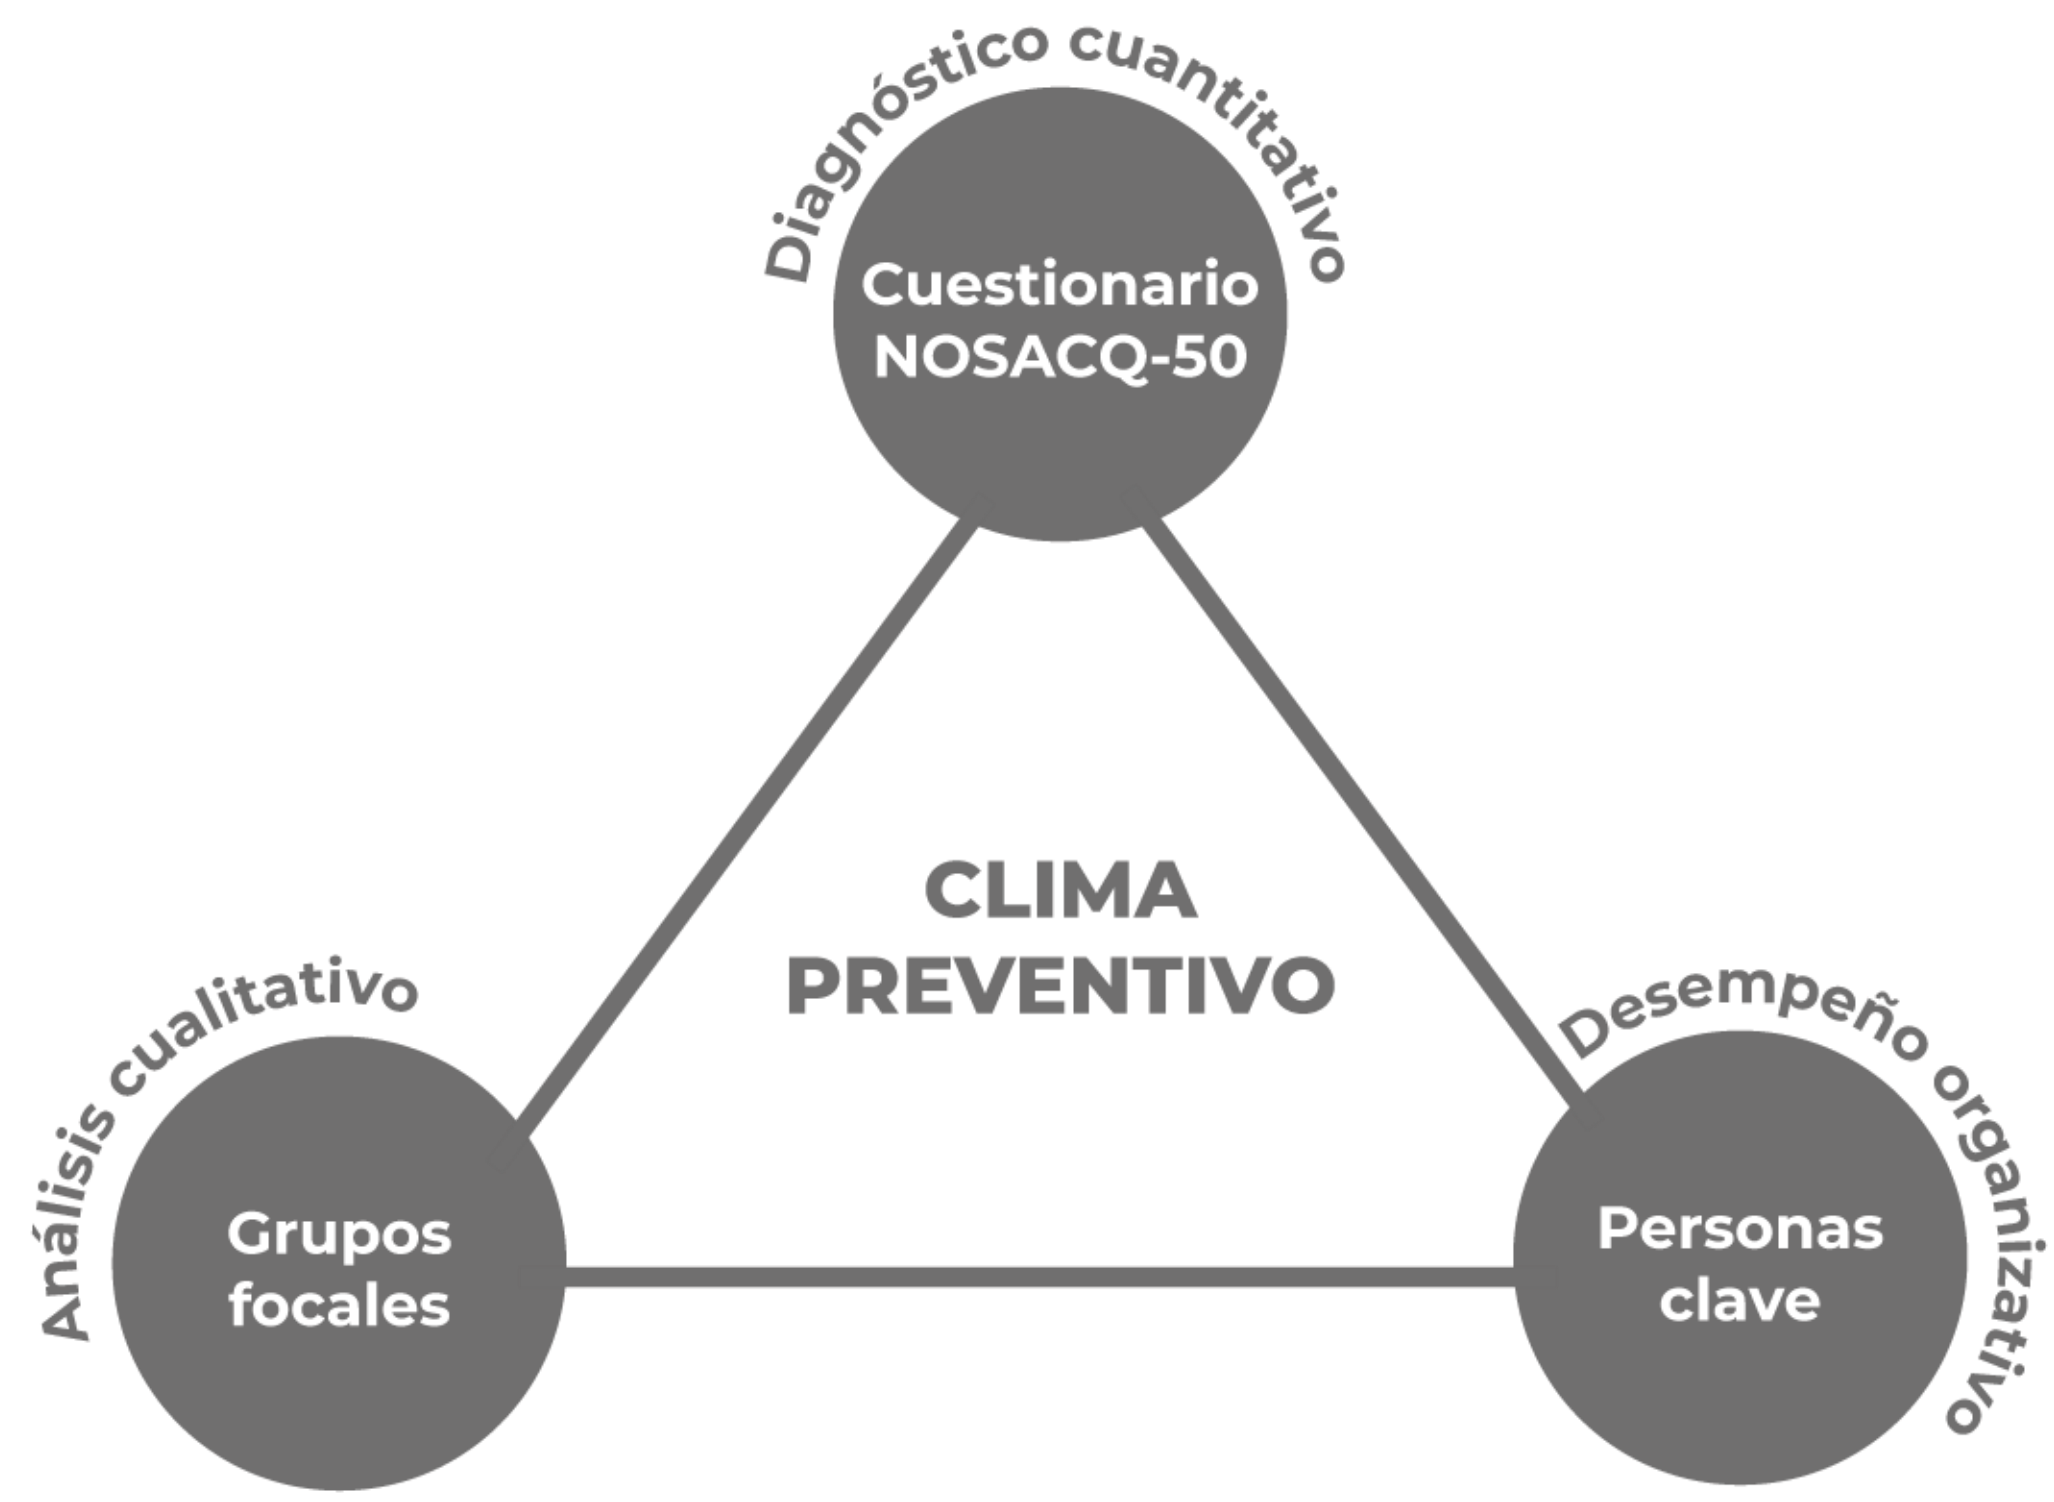 Diagnóstico cuantitativo
Cuestionario
NOSACQ-50
CLIMA
PREVENTIVO
Análisis cualitativo
Grupos
focales
Desempeño organizativo
Personas
clave